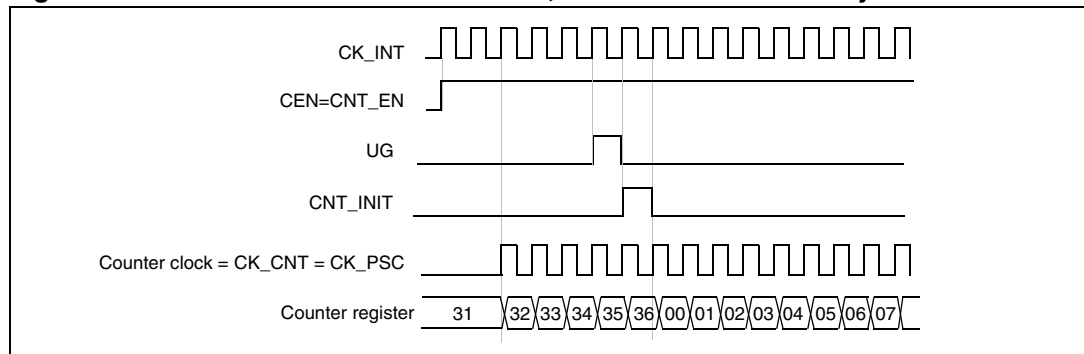 CK_INT
CEN=CNT_EN
UG
CNT_INIT
Counter clock = CK_CNT = CK_PSC
Counter register 31 32 33 34 35 36 00 01 02 03 04 05 06 07